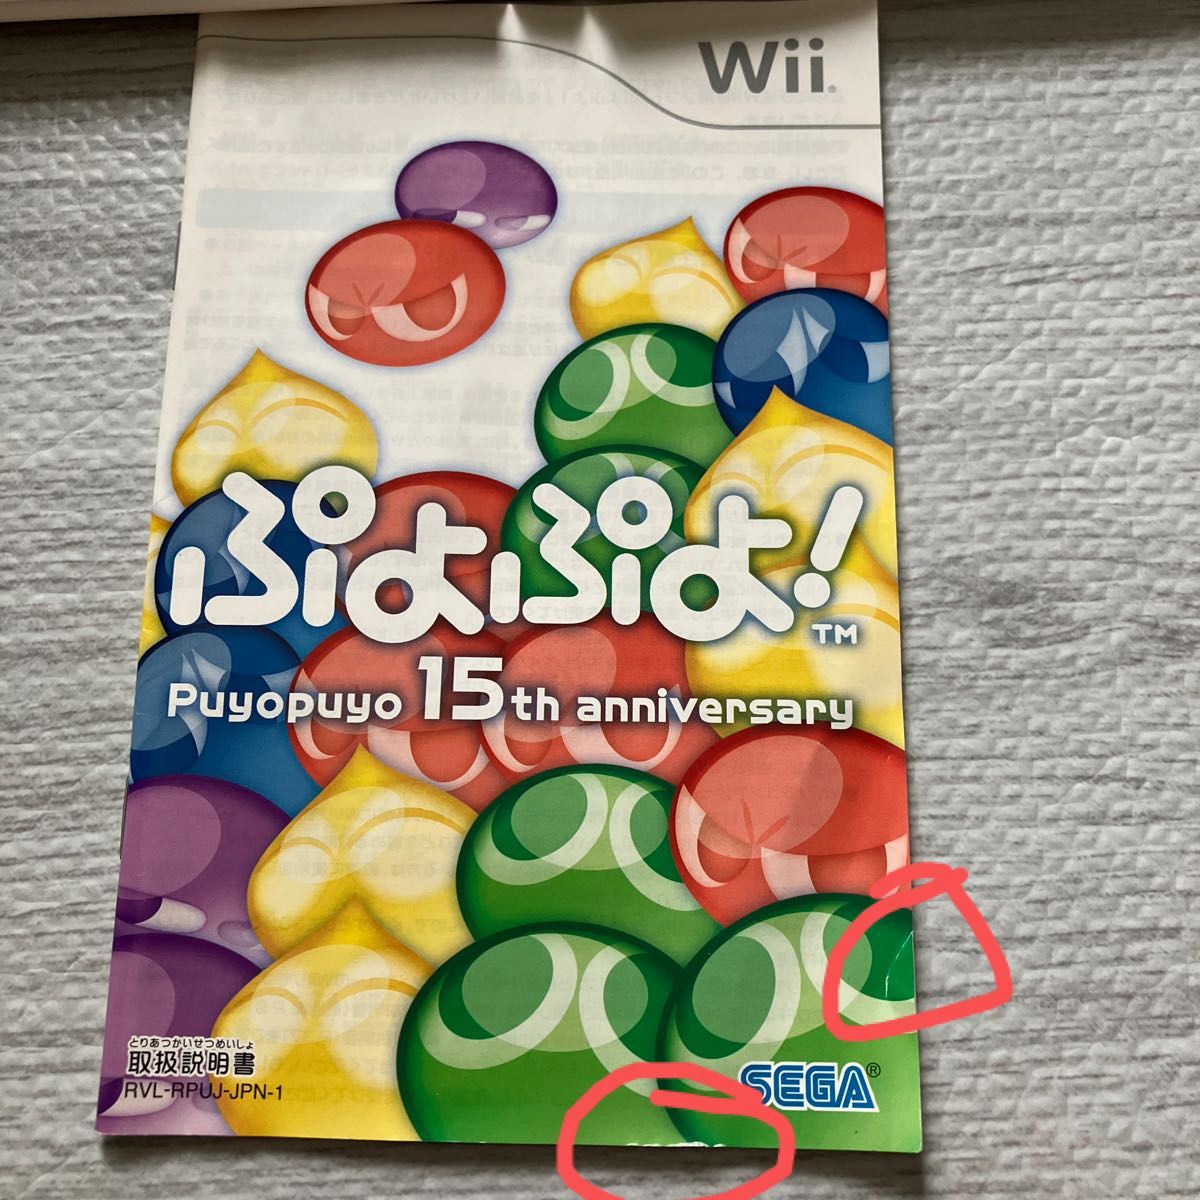 Wii®
ぷよぷよ!™
Puyopuyo 15th anniversary
とりあつかいせつめいしょ
取扱説明書
RVL-RPUJ-JPN-1
SEGA®